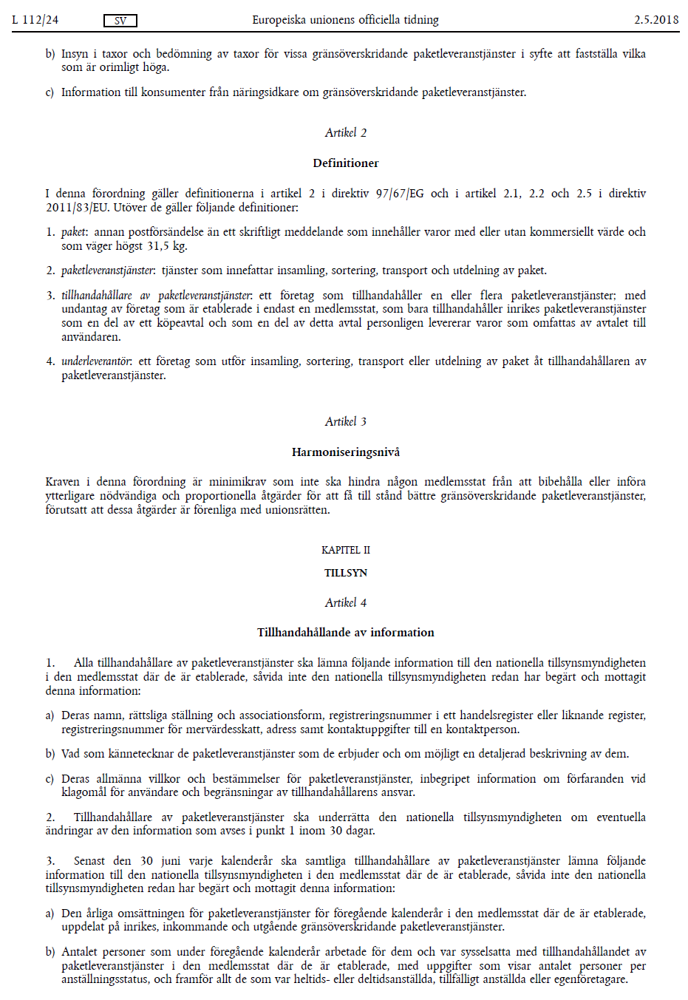 L 112/24 SV Europeiska unionens officiella tidning 2.5.2018
b) Insyn i taxor och bedömning av taxor för vissa gränsöverskridande paketleveranstjänster i syfte att fastställa vilka
som är orimligt höga.
c) Information till konsumenter från näringsidkare om gränsöverskridande paketleveranstjänster.
Artikel 2
Definitioner
I denna förordning gäller definitionerna i artikel 2 i direktiv 97/67/EG och i artikel 2.1, 2.2 och 2.5 i direktiv
2011/83/EU. Utöver de gäller följande definitioner:
1. paket: annan postförsändelse än ett skriftligt meddelande som innehåller varor med eller utan kommersiellt värde och
som väger högst 31,5 kg.
2. paketleveranstjänster: tjänster som innefattar insamling, sortering, transport och utdelning av paket.
3. tillhandahållare av paketleveranstjänster: ett företag som tillhandahåller en eller flera paketleveranstjänster; med
undantag av företag som är etablerade i endast en medlemsstat, som bara tillhandahåller inrikes paketleveranstjänster
som en del av ett köpeavtal och som en del av detta avtal personligen levererar varor som omfattas av avtalet till
användaren.
4. underleverantör: ett företag som utför insamling, sortering, transport eller utdelning av paket åt tillhandahållaren av
paketleveranstjänster.
Artikel 3
Harmoniseringsnivå
Kraven i denna förordning är minimikrav som inte ska hindra någon medlemsstat från att bibehålla eller införa
ytterligare nödvändiga och proportionella åtgärder för att få till stånd bättre gränsöverskridande paketleveranstjänster,
förutsatt att dessa åtgärder är förenliga med unionsrätten.
KAPITEL II
TILLSYN
Artikel 4
Tillhandahållande av information
1. Alla tillhandahållare av paketleveranstjänster ska lämna följande information till den nationella tillsynsmyndigheten
i den medlemsstat där de är etablerade, såvida inte den nationella tillsynsmyndigheten redan har begärt och mottagit
denna information:
a) Deras namn, rättsliga ställning och associationsform, registreringsnummer i ett handelsregister eller liknande register,
registreringsnummer för mervärdesskatt, adress samt kontaktuppgifter till en kontaktperson.
b) Vad som kännetecknar de paketleveranstjänster som de erbjuder och om möjligt en detaljerad beskrivning av dem.
c) Deras allmänna villkor och bestämmelser för paketleveranstjänster, inbegripet information om förfaranden vid
klagomål för användare och begränsningar av tillhandahållarens ansvar.
2. Tillhandahållare av paketleveranstjänster ska underrätta den nationella tillsynsmyndigheten om eventuella
ändringar av den information som avses i punkt 1 inom 30 dagar.
3. Senast den 30 juni varje kalenderår ska samtliga tillhandahållare av paketleveranstjänster lämna följande
information till den nationella tillsynsmyndigheten i den medlemsstat där de är etablerade, såvida inte den nationella
tillsynsmyndigheten redan har begärt och mottagit denna information:
a) Den årliga omsättningen för paketleveranstjänster för föregående kalenderår i den medlemsstat där de är etablerade,
uppdelat på inrikes, inkommande och utgående gränsöverskridande paketleveranstjänster.
b) Antalet personer som under föregående kalenderår arbetade för dem och var sysselsatta med tillhandahållandet av
paketleveranstjänster i den medlemsstat där de är etablerade, med uppgifter som visar antalet personer per
anställningsstatus, och framför allt de som var heltids- eller deltidsanställda, tillfälligt anställda eller egenföretagare.